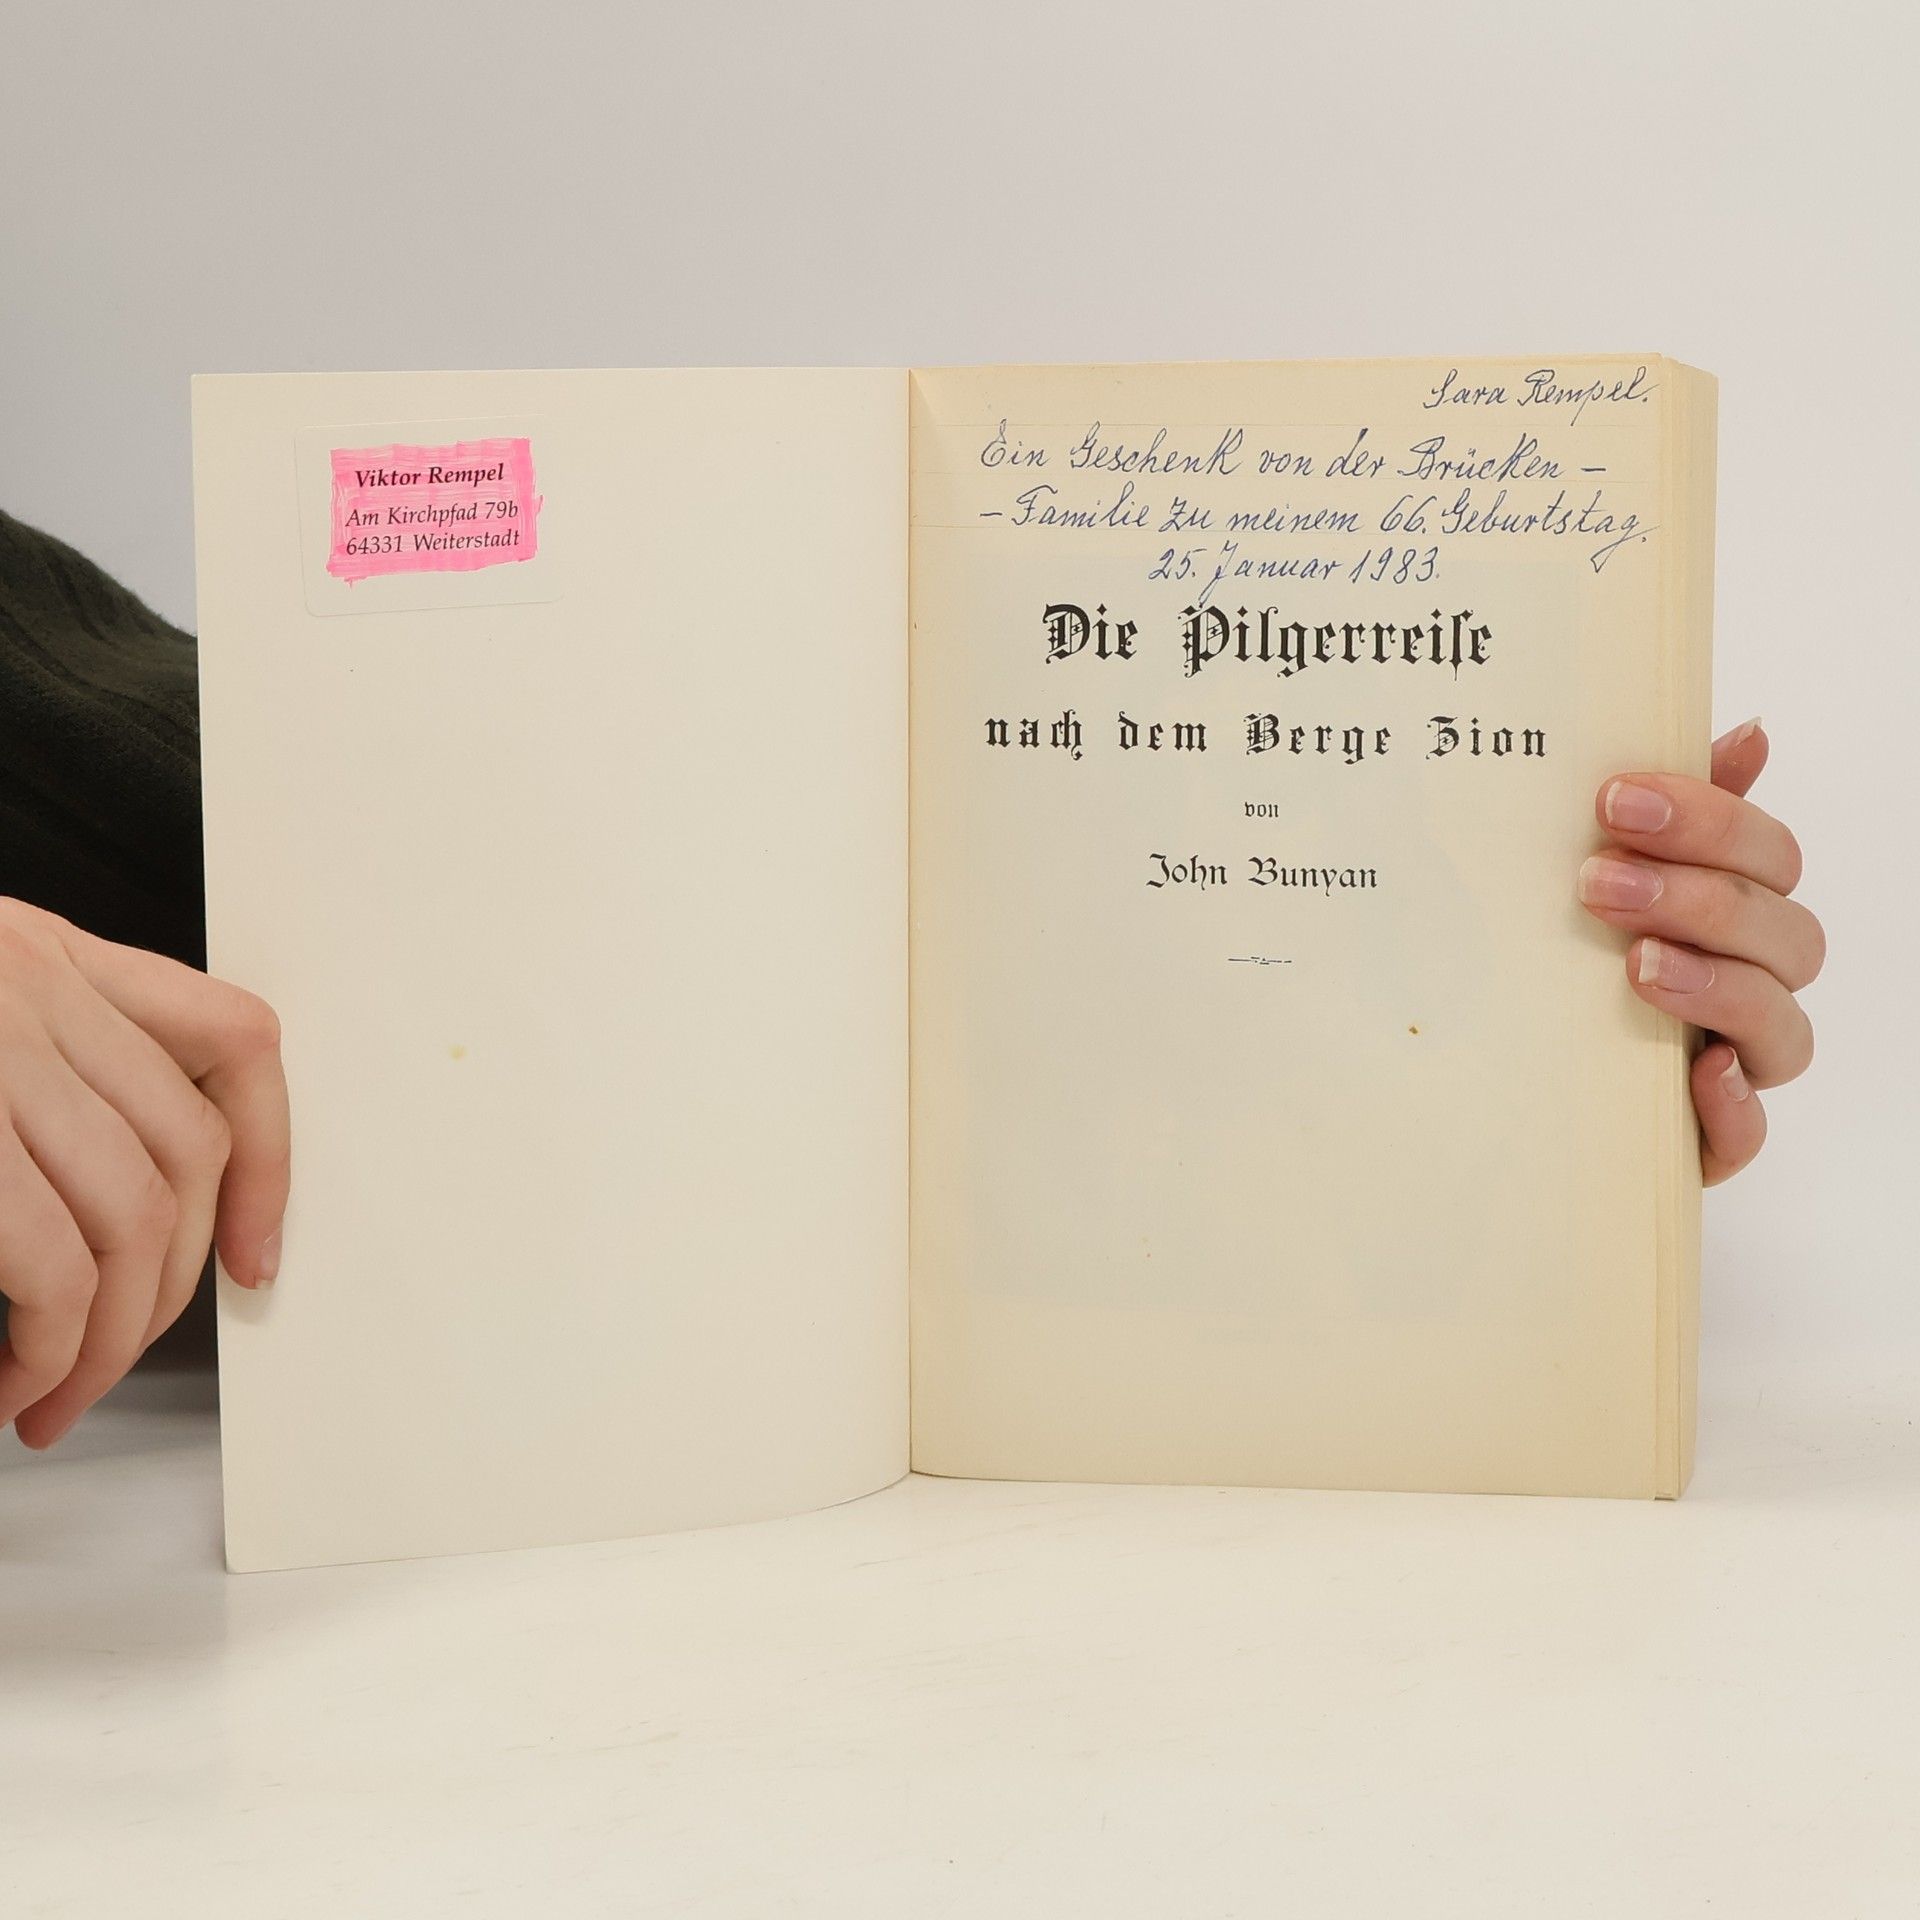 Viktor Rempel
Am Kirchpfad 79b
64331 Weiterstadt
Sara Rempel.
Ein Geschenk von der Brücken –
– Familie zu meinem 66. Geburtstag.
25. Januar 1983.
Die Pilgerreiſe
nach dem Berge Zion
von
John Bunyan